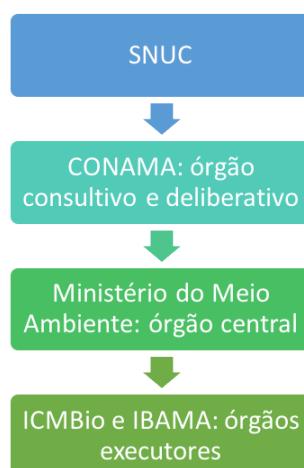 SNUC
CONAMA: órgão
consultivo e deliberativo
Ministério do Meio
Ambiente: órgão central
ICMBio e IBAMA: órgãos
executores